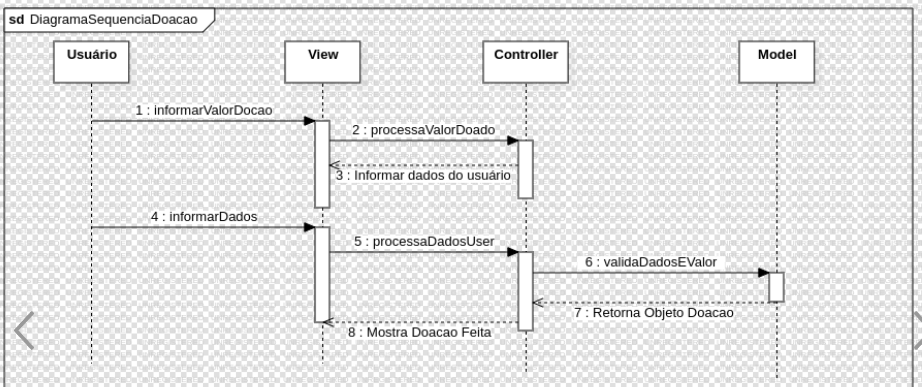 sd DiagramaSequenciaDoacao
Usuário
View
Controller
Model
1 : informarValorDocao
2 : processaValorDoado
3 : Informar dados do usuário
4 : informarDados
5 : processaDadosUser
6 : validaDadosEValor
7 : Retorna Objeto Doacao
8 : Mostra Doacao Feita